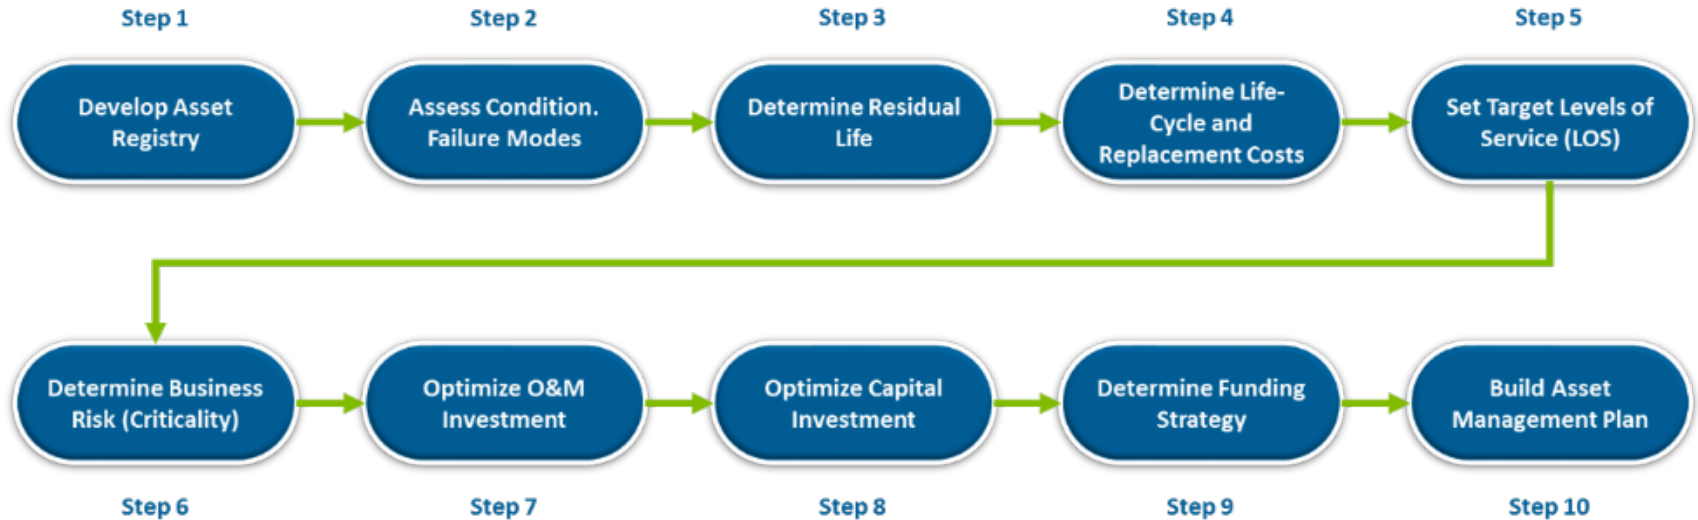 Step 1
Step 2
Step 3
Step 4
Step 5
Develop Asset
Registry
Assess Condition.
Failure Modes
Determine Residual
Life
Determine Life-
Cycle and
Replacement Costs
Set Target Levels of
Service (LOS)
Determine Business
Risk (Criticality)
Optimize O&M
Investment
Optimize Capital
Investment
Determine Funding
Strategy
Build Asset
Management Plan
Step 6
Step 7
Step 8
Step 9
Step 10